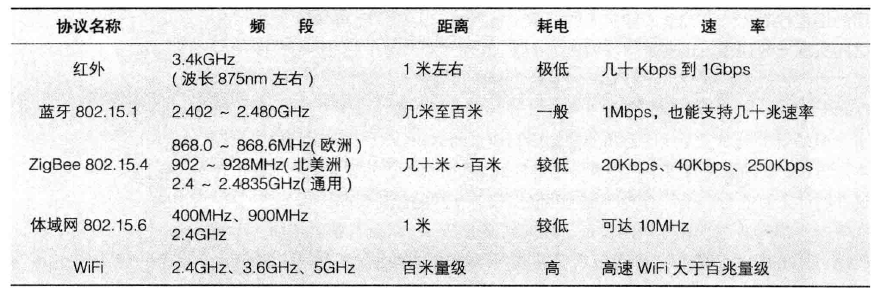 协议名称 频 段 距离 耗电 速 率
红外 3.4kGHz (波长 875nm 左右) 1 米左右 极低 几十 Kbps 到 1Gbps
蓝牙 802.15.1 2.402 ~ 2.480GHz 几米至百米 一般 1Mbps，也能支持几十兆速率
ZigBee 802.15.4 868.0 ~ 868.6MHz(欧洲) 902 ~ 928MHz(北美洲) 2.4 ~ 2.4835GHz(通用) 几十米 ~ 百米 较低 20Kbps、40Kbps、250Kbps
体域网 802.15.6 400MHz、900MHz 2.4GHz 1 米 较低 可达 10MHz
WiFi 2.4GHz、3.6GHz、5GHz 百米量级 高 高速 WiFi 大于百兆量级